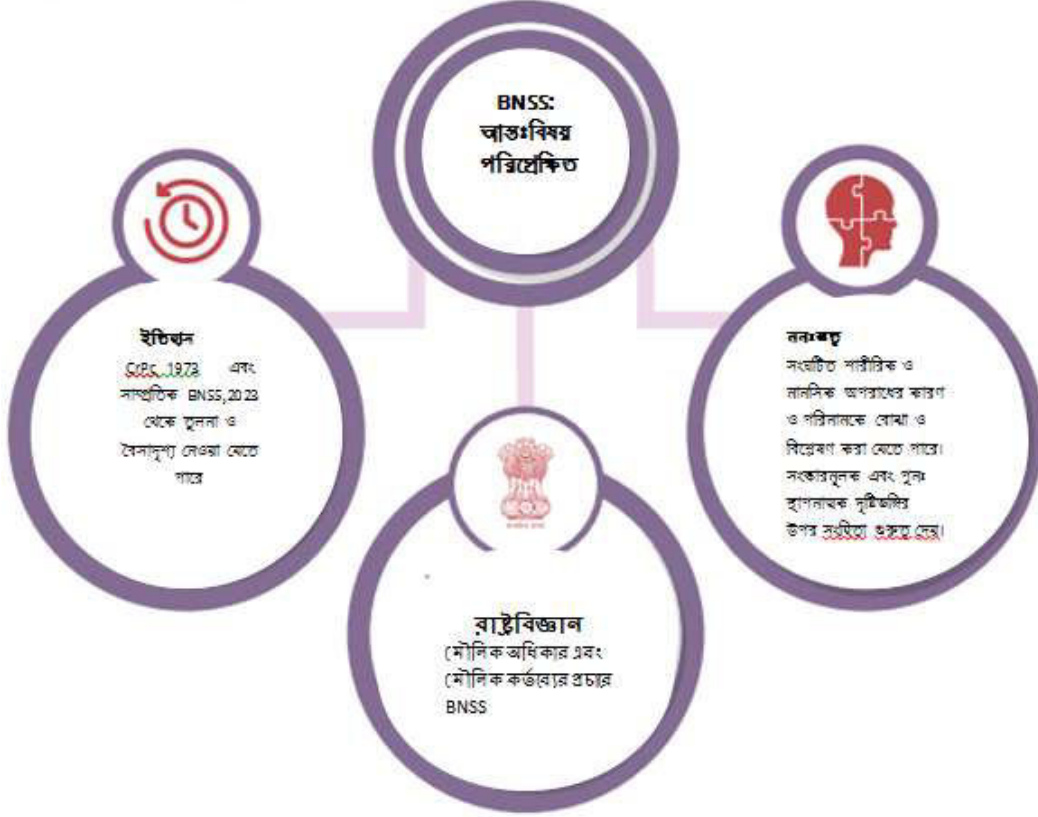 BNSS:
আন্তঃবিষয়
পরিপ্রেক্ষিত
ইতিহাস
CrPc, 1973 এবং
সাম্প্রতিক BNSS,2023
থেকে তুলনা ও
বৈসাদৃশ্য নেওয়া যেতে
পারে
রাষ্ট্রবিজ্ঞান
মৌলিক অধিকার এবং
মৌলিক কর্তব্যের প্রচারে
BNSS
মনঃস্তত্ত্ব
সংঘটিত শারীরিক ও
মানসিক অপরাধের কারণ
ও পরিনামকে বোঝা ও
বিশ্লেষণ করা যেতে পারে।
সংস্কারমূলক এবং পুনঃ
স্থাপনাত্মক দৃষ্টিভঙ্গির
উপর সংহিতা গুরুত্ব দেয়।